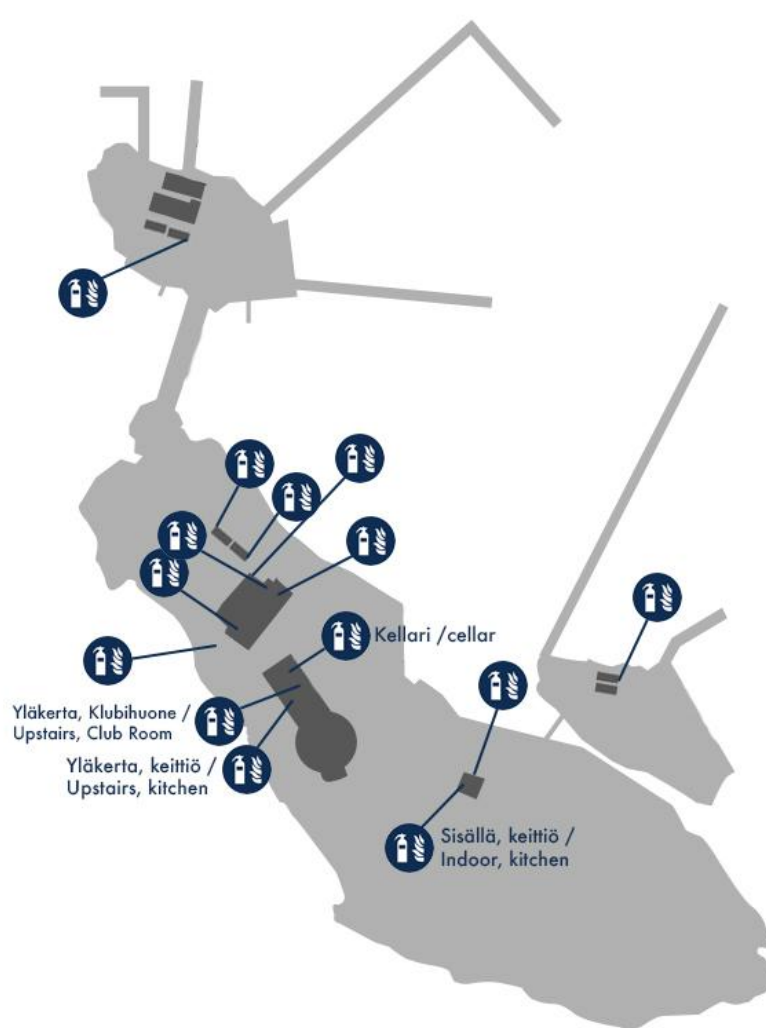 Kellari /cellar
Yläkerta, Klubihuone /
Upstairs, Club Room
Yläkerta, keittiö /
Upstairs, kitchen
Sisällä, keittiö /
Indoor, kitchen